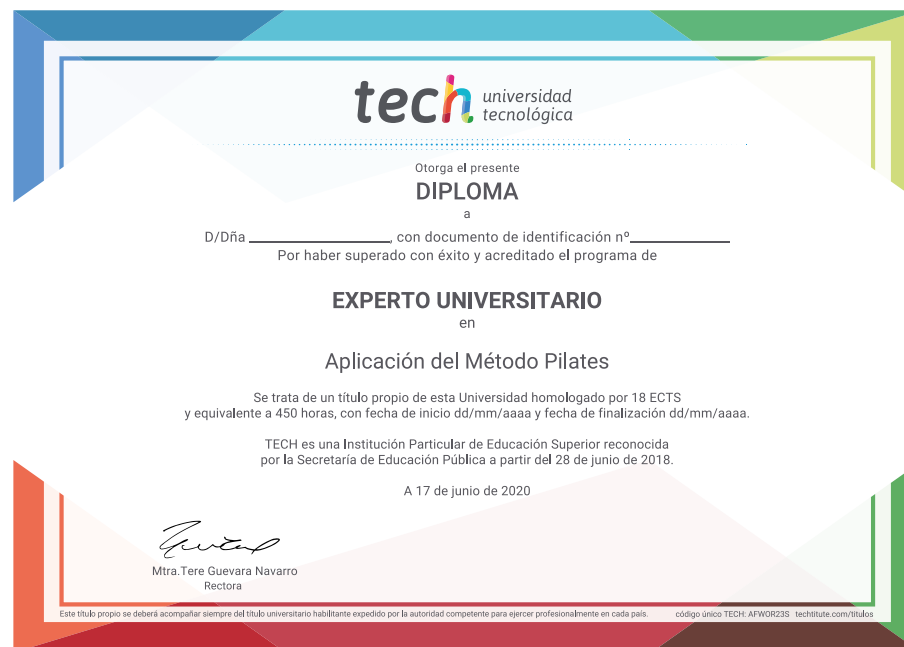 tech universidad
tecnológica
Otorga el presente
DIPLOMA
a
D/Dña ____________________, con documento de identificación nº______________
Por haber superado con éxito y acreditado el programa de
EXPERTO UNIVERSITARIO
en
Aplicación del Método Pilates
Se trata de un título propio de esta Universidad homologado por 18 ECTS
y equivalente a 450 horas, con fecha de inicio dd/mm/aaaa y fecha de finalización dd/mm/aaaa.
TECH es una Institución Particular de Educación Superior reconocida
por la Secretaría de Educación Pública a partir del 28 de junio de 2018.
A 17 de junio de 2020
Mtra.Tere Guevara Navarro
Rectora
Este título propio se deberá acompañar siempre del título universitario habilitante expedido por la autoridad competente para ejercer profesionalmente en cada país. código único TECH: AFWOR23S techtitute.com/titulos